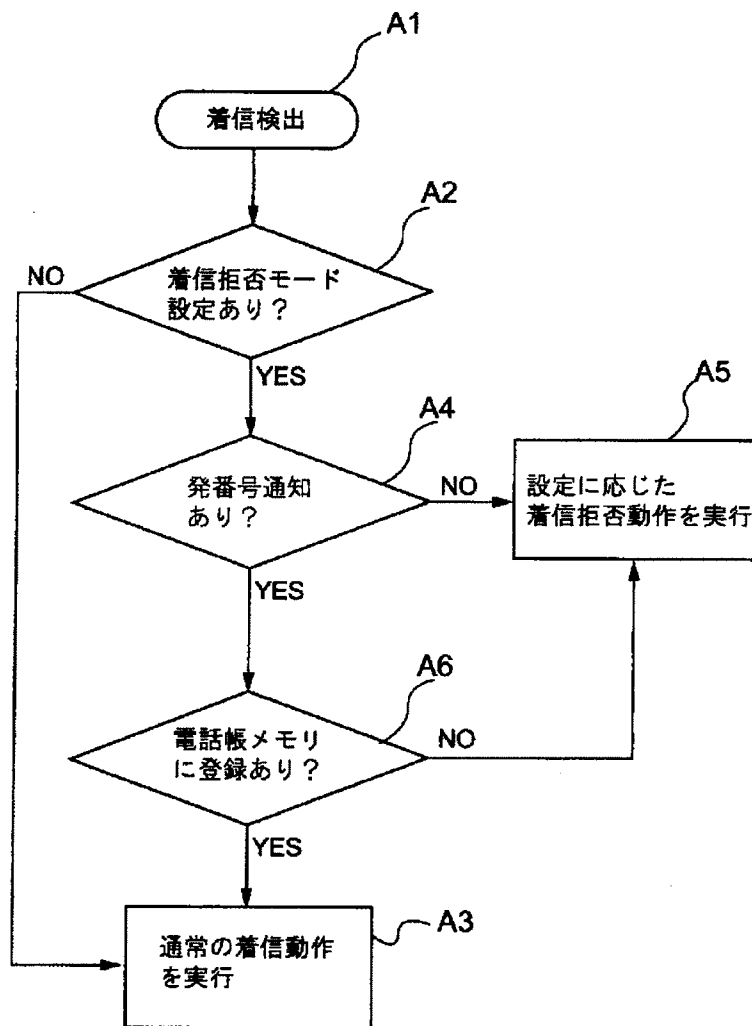 A1
着信検出
A2
NO
着信拒否モード
設定あり？
YES
A5
A4
発番号通知
あり？
NO
設定に応じた
着信拒否動作を実行
YES
A6
電話帳メモリ
に登録あり？
NO
YES
A3
通常の着信動作
を実行